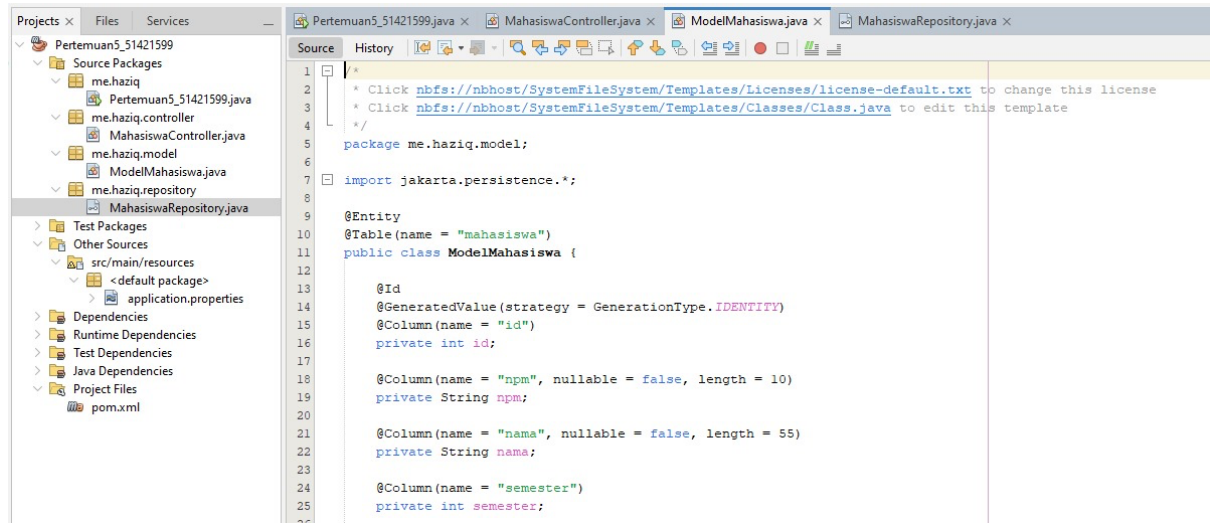 Projects × Files Services
Pertemuan5_51421599
Source Packages
me.haziq
Pertemuan5_51421599.java
me.haziq.controller
MahasiswaController.java
me.haziq.model
ModelMahasiswa.java
me.haziq.repository
MahasiswaRepository.java
Test Packages
Other Sources
src/main/resources
<default package>
application.properties
Dependencies
Runtime Dependencies
Test Dependencies
Java Dependencies
Project Files
pom.xml
Pertemuan5_51421599.java × MahasiswaController.java × ModelMahasiswa.java × MahasiswaRepository.java ×
Source History
1 /*
2 * Click nbfs://nbhost/SystemFileSystem/Templates/Licenses/license-default.txt to change this license
3 * Click nbfs://nbhost/SystemFileSystem/Templates/Classes/Class.java to edit this template
4 */
5 package me.haziq.model;
6
7 import jakarta.persistence.*;
8
9 @Entity
10 @Table(name = "mahasiswa")
11 public class ModelMahasiswa {
12
13 @Id
14 @GeneratedValue(strategy = GenerationType.IDENTITY)
15 @Column(name = "id")
16 private int id;
17
18 @Column(name = "npm", nullable = false, length = 10)
19 private String npm;
20
21 @Column(name = "nama", nullable = false, length = 55)
22 private String nama;
23
24 @Column(name = "semester")
25 private int semester;